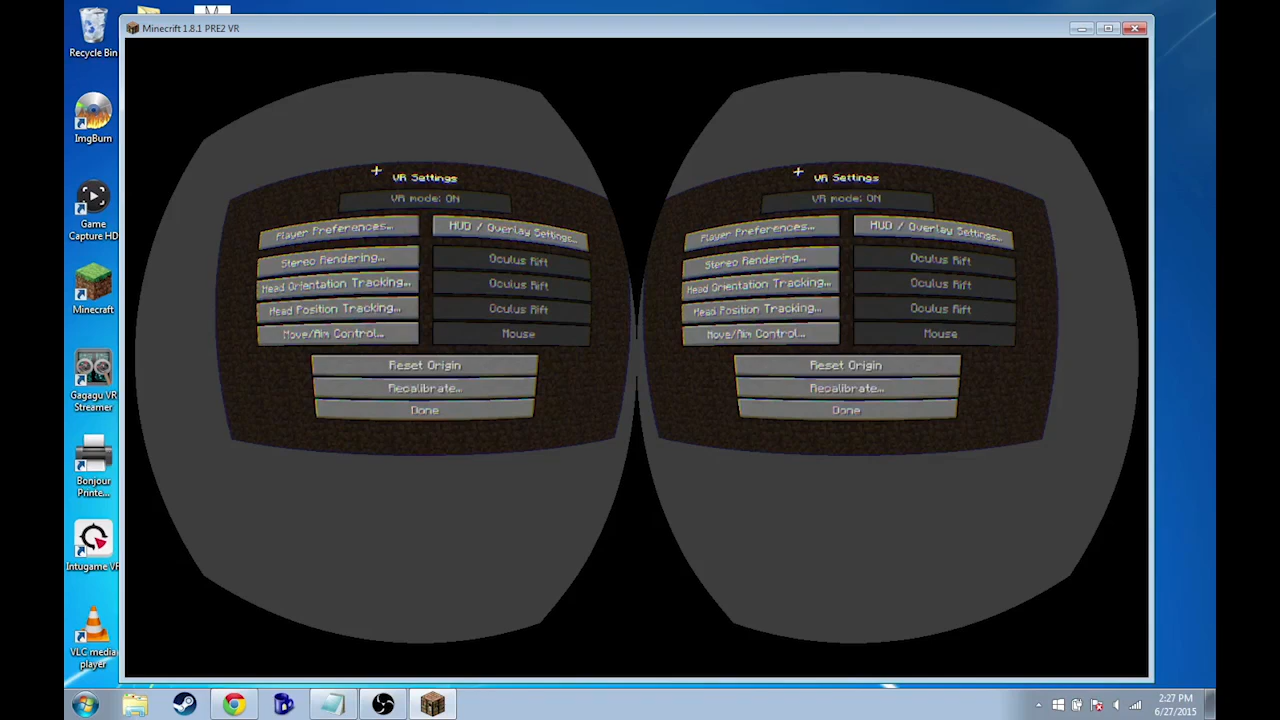 Minecrift 1.8.1 PRE2 VR
Recycle Bin
ImgBurn
Game
Capture HD
Minecraft
Gagagu VR
Streamer
Bonjour
Printe...
Intugame VR
VLC media
player
VR Settings
VR mode: ON
Player Preferences...
HUD / Overlay Settings...
Stereo Rendering...
Oculus Rift
Head Orientation Tracking...
Oculus Rift
Head Position Tracking...
Oculus Rift
Move/Aim Control...
Mouse
Reset Origin
Recalibrate...
Done
VR Settings
VR mode: ON
Player Preferences...
HUD / Overlay Settings...
Stereo Rendering...
Oculus Rift
Head Orientation Tracking...
Oculus Rift
Head Position Tracking...
Oculus Rift
Move/Aim Control...
Mouse
Reset Origin
Recalibrate...
Done
2:27 PM
6/27/2015